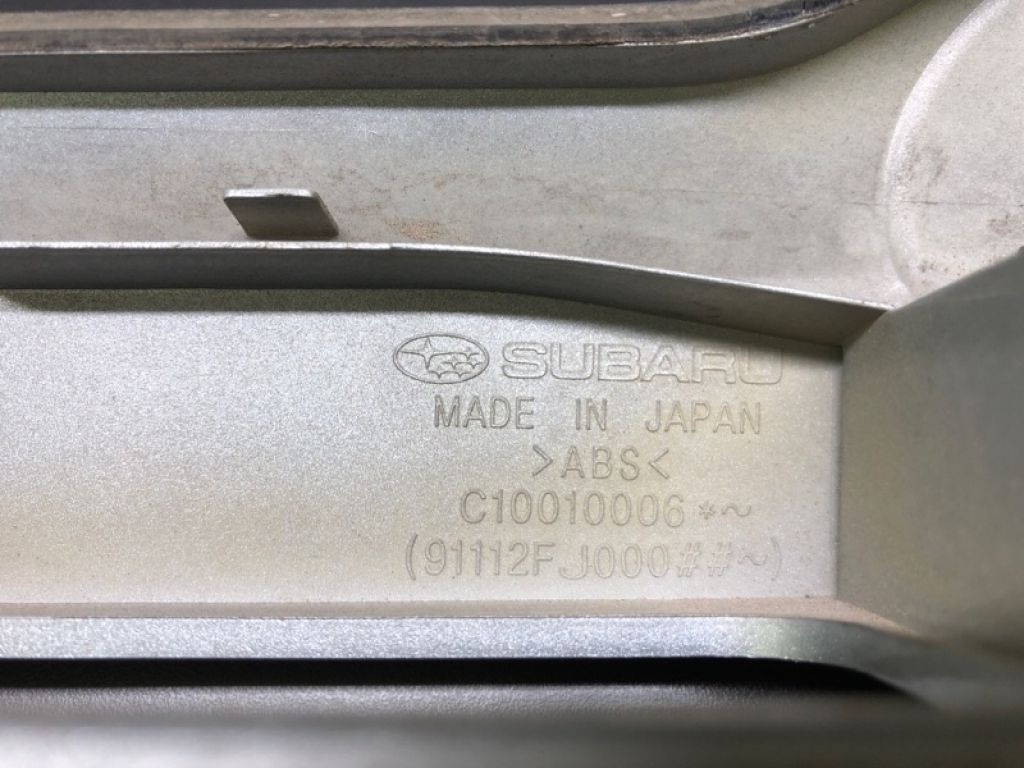 SUBARU
MADE IN JAPAN
>ABS<
C10010006*~
(91112FJ000##~)